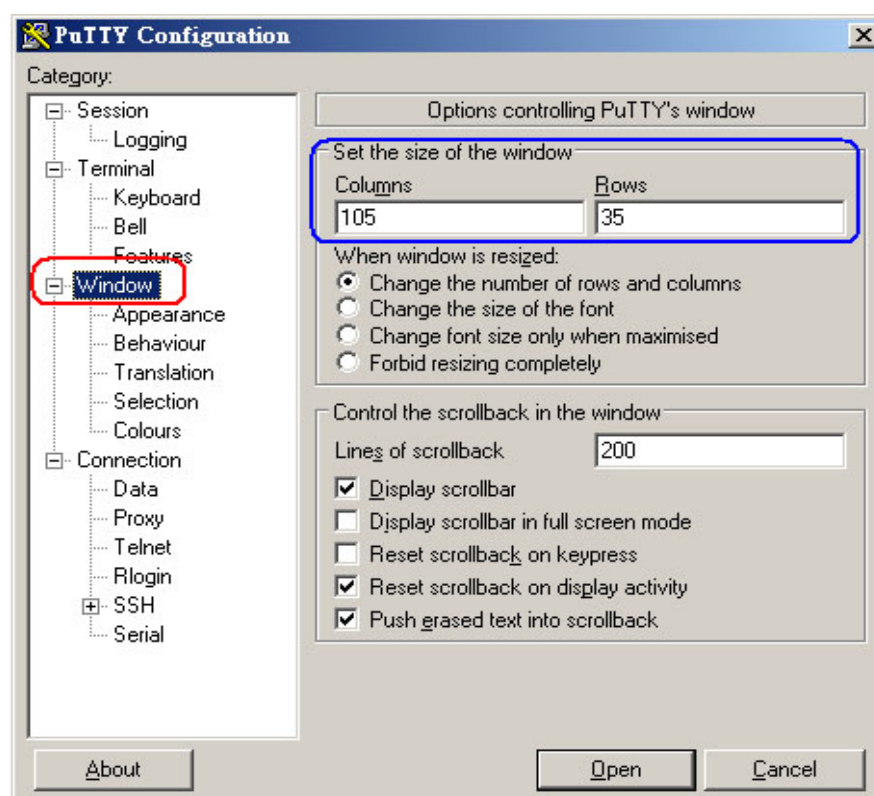 PuTTY Configuration
Category:
Session
Logging
Terminal
Keyboard
Bell
Features
Window
Appearance
Behaviour
Translation
Selection
Colours
Connection
Data
Proxy
Telnet
Rlogin
SSH
Serial
Options controlling PuTTY's window
Set the size of the window
Columns Rows
105 35
When window is resized:
Change the number of rows and columns
Change the size of the font
Change font size only when maximised
Forbid resizing completely
Control the scrollback in the window
Lines of scrollback 200
Display scrollbar
Display scrollbar in full screen mode
Reset scrollback on keypress
Reset scrollback on display activity
Push erased text into scrollback
About Open Cancel